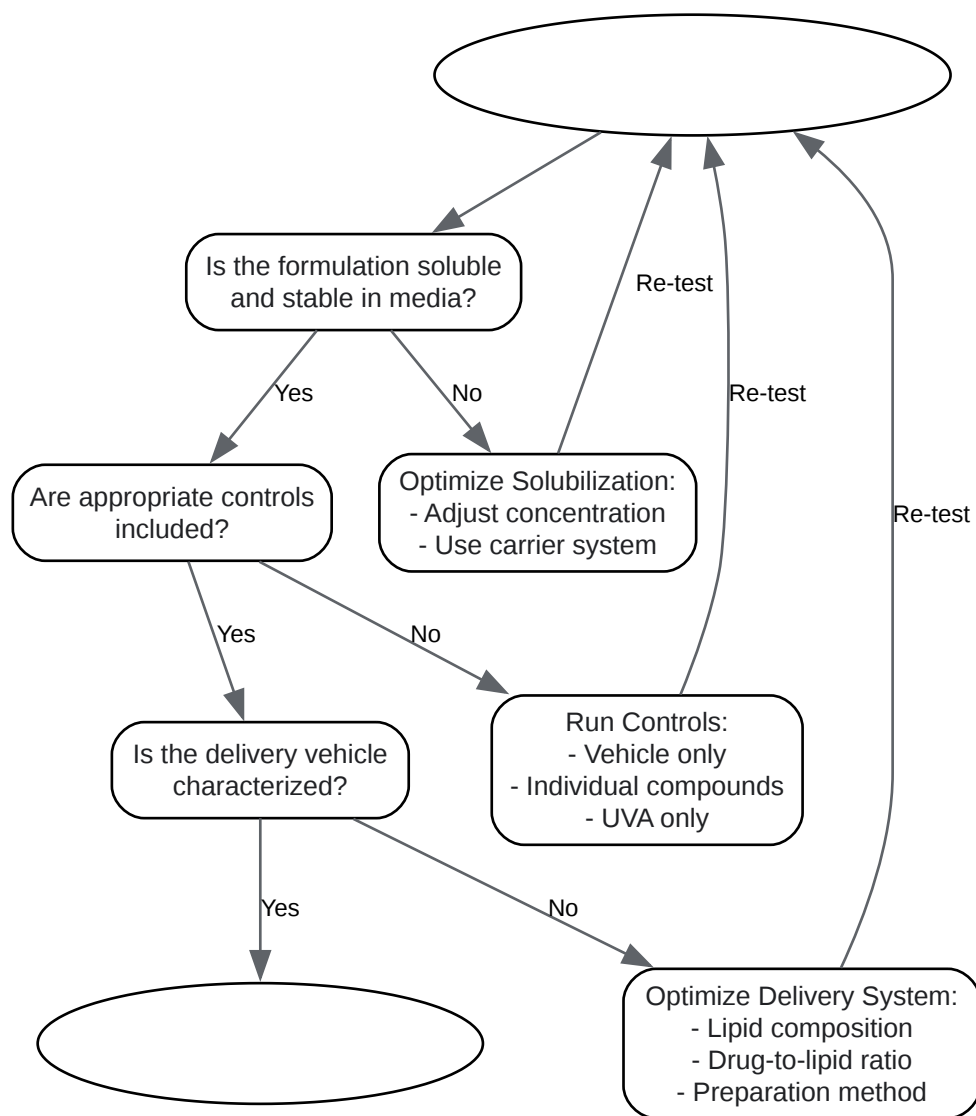 Is the formulation soluble
and stable in media?
Re-test
Yes
No
Re-test
Are appropriate controls
included?
Optimize Solubilization:
- Adjust concentration
- Use carrier system
Re-test
Yes
No
Is the delivery vehicle
characterized?
Run Controls:
- Vehicle only
- Individual compounds
- UVA only
Yes
No
Optimize Delivery System:
- Lipid composition
- Drug-to-lipid ratio
- Preparation method